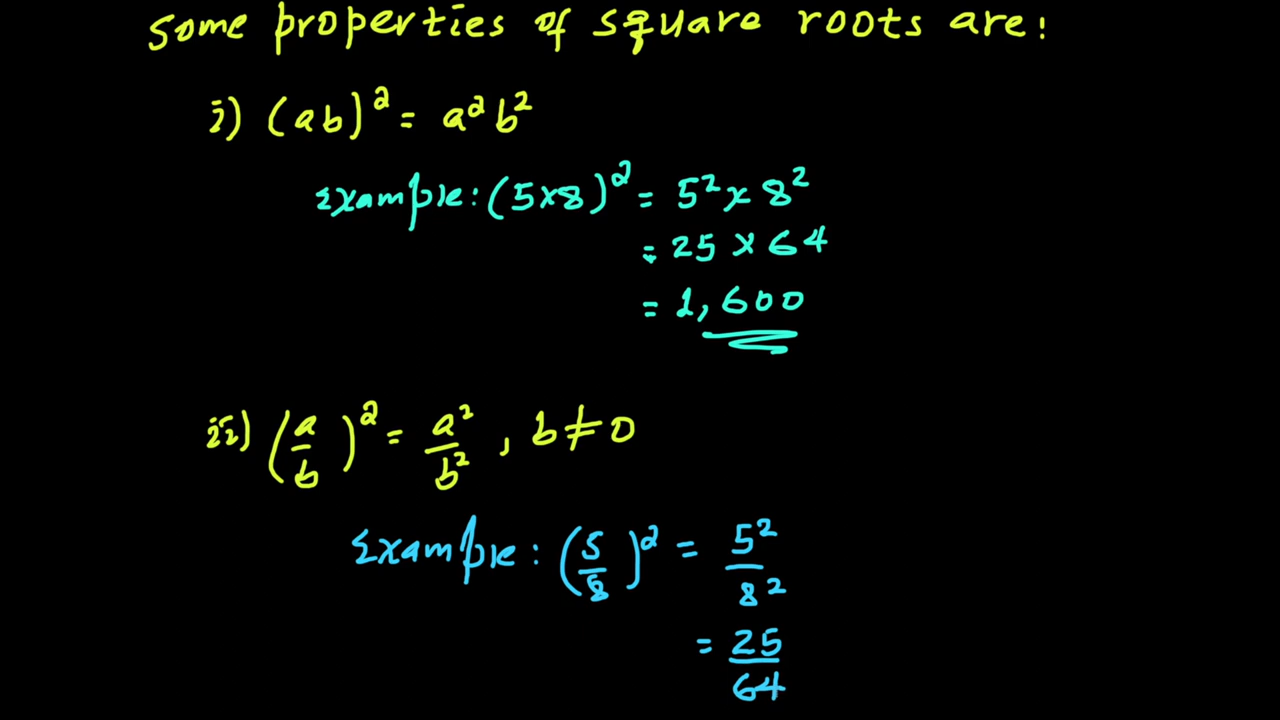 Some properties of square roots are:
i) (ab)² = a²b²
Example: (5×8)² = 5² × 8²
= 25 × 64
= 1,600
ii) (a/b)² = a²/b², b ≠ 0
Example: (5/8)² = 5²/8²
= 25/64